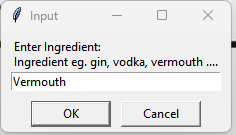 Input
Enter Ingredient:
Ingredient eg. gin, vodka, vermouth ....
Vermouth
OK
Cancel